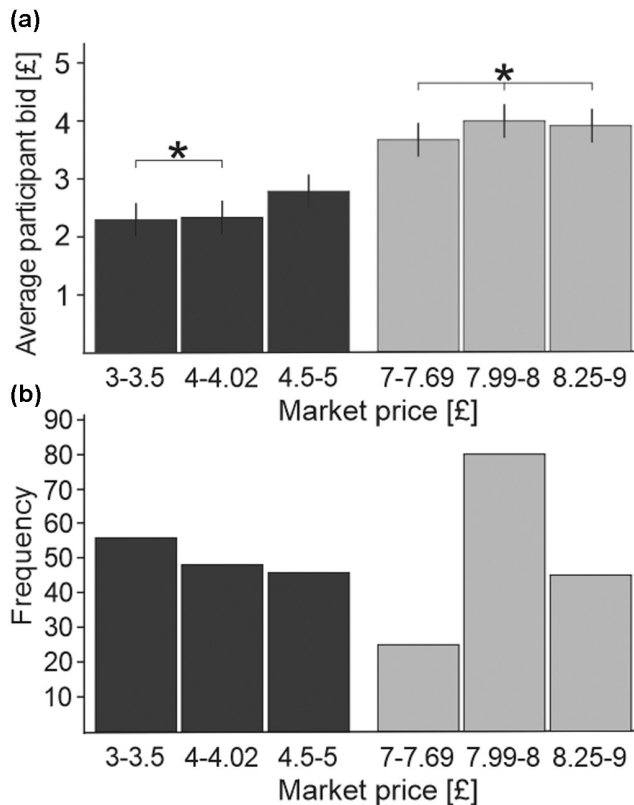 (a)
Average participant bid [£]
5
4
3
2
1
*
*
3-3.5 4-4.02 4.5-5 7-7.69 7.99-8 8.25-9
Market price [£]
(b)
Frequency
90
80
70
60
50
40
30
20
10
3-3.5 4-4.02 4.5-5 7-7.69 7.99-8 8.25-9
Market price [£]